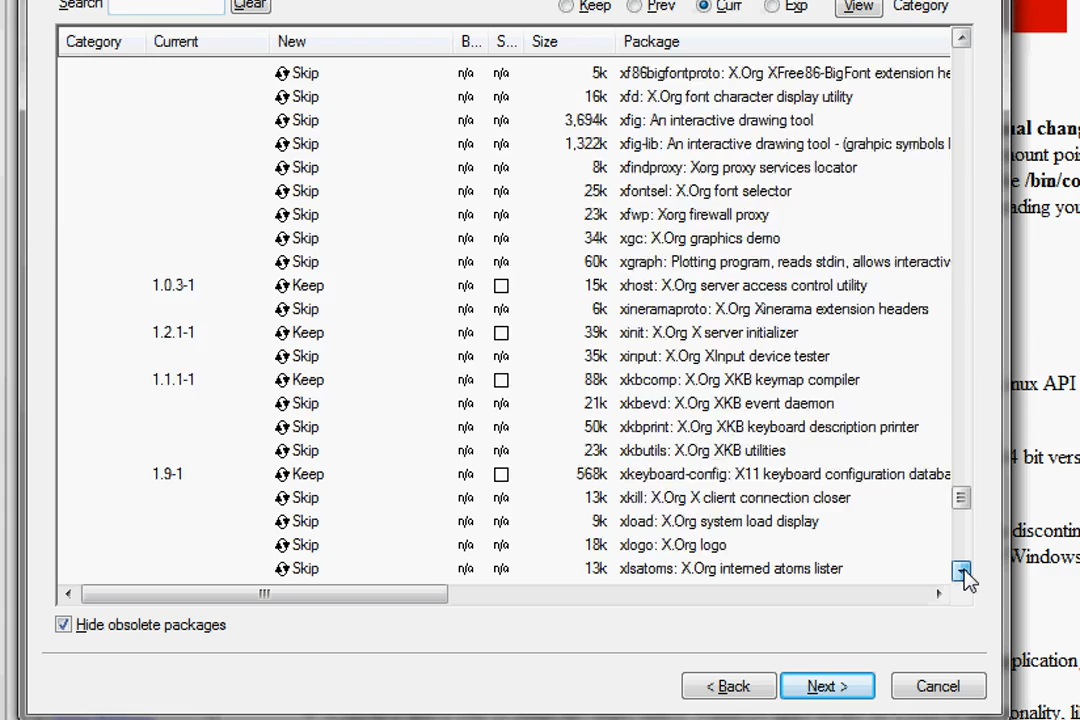 Search Clear Keep Prev Curr Exp View Category
Category Current New B... S... Size Package
Skip n/a n/a 5k xf86bigfontproto: X.Org XFree86-BigFont extension he
Skip n/a n/a 16k xfd: X.Org font character display utility
Skip n/a n/a 3,694k xfig: An interactive drawing tool
Skip n/a n/a 1,322k xfig-lib: An interactive drawing tool - (grahpic symbols l
Skip n/a n/a 8k xfindproxy: Xorg proxy services locator
Skip n/a n/a 25k xfontsel: X.Org font selector
Skip n/a n/a 23k xfwp: Xorg firewall proxy
Skip n/a n/a 34k xgc: X.Org graphics demo
Skip n/a n/a 60k xgraph: Plotting program, reads stdin, allows interactiv
1.0.3-1 Keep n/a 15k xhost: X.Org server access control utility
Skip n/a n/a 6k xineramaproto: X.Org Xinerama extension headers
1.2.1-1 Keep n/a 39k xinit: X.Org X server initializer
Skip n/a n/a 35k xinput: X.Org XInput device tester
1.1.1-1 Keep n/a 88k xkbcomp: X.Org XKB keymap compiler
Skip n/a n/a 21k xkbevd: X.Org XKB event daemon
Skip n/a n/a 50k xkbprint: X.Org XKB keyboard description printer
Skip n/a n/a 23k xkbutils: X.Org XKB utilities
1.9-1 Keep n/a 568k xkeyboard-config: X11 keyboard configuration databa
Skip n/a n/a 13k xkill: X.Org X client connection closer
Skip n/a n/a 9k xload: X.Org system load display
Skip n/a n/a 18k xlogo: X.Org logo
Skip n/a n/a 13k xlsatoms: X.Org interned atoms lister
Hide obsolete packages
< Back Next > Cancel
ual chang
nount poi
e /bin/co
ading you
nux API
4 bit vers
discontin
Windows
plication,
onality, li